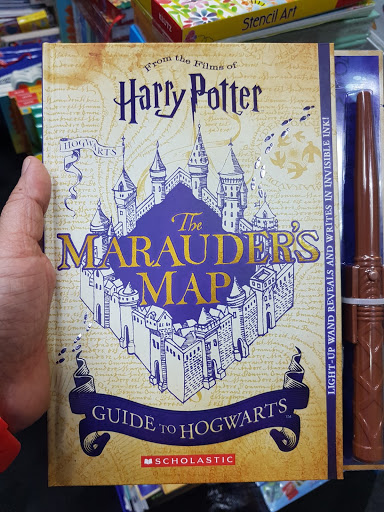 Stencil Art
From the Films of
Harry Potter
HOGWARTS
The
MARAUDER'S
MAP
GUIDE TO HOGWARTS™
SCHOLASTIC
LIGHT-UP WAND REVEALS AND WRITES IN INVISIBLE INK!